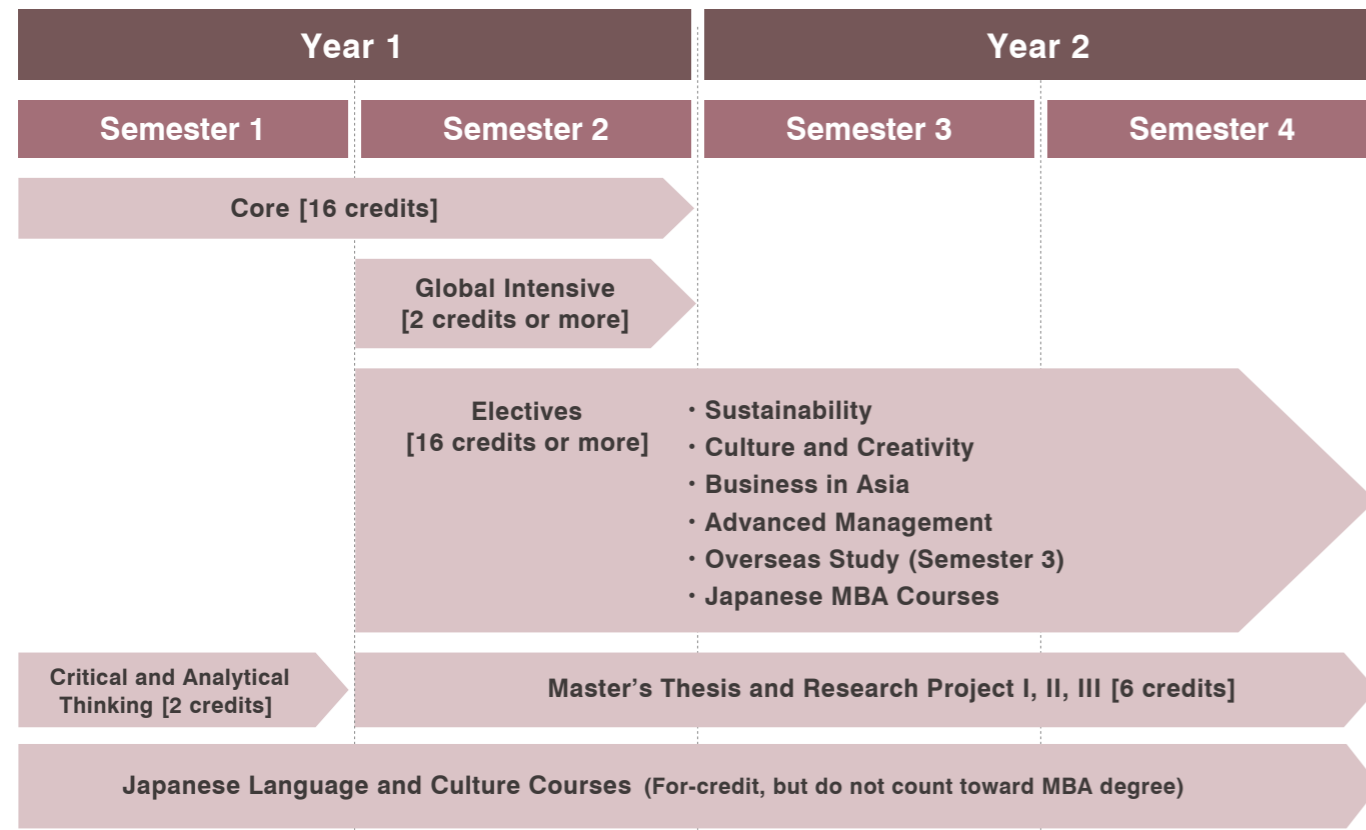 Year 1
Year 2
Semester 1
Semester 2
Semester 3
Semester 4
Core [16 credits]
Global Intensive
[2 credits or more]
Electives
[16 credits or more]
・Sustainability
・Culture and Creativity
・Business in Asia
・Advanced Management
・Overseas Study (Semester 3)
・Japanese MBA Courses
Critical and Analytical
Thinking [2 credits]
Master’s Thesis and Research Project I, II, III [6 credits]
Japanese Language and Culture Courses (For-credit, but do not count toward MBA degree)